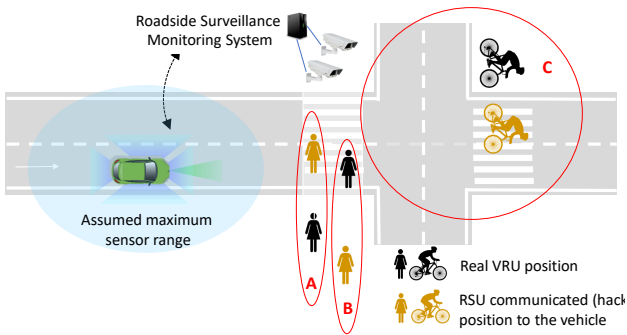 Roadside Surveillance
Monitoring System
C
Assumed maximum
sensor range
A
B
Real VRU position
RSU communicated (hack
position to the vehicle